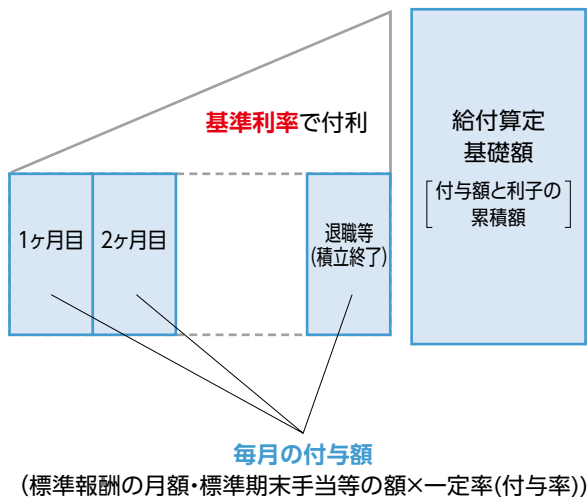 基準利率で付利
給付算定
基礎額
[付与額と利子の
累積額]
1ヶ月目
2ヶ月目
退職等
(積立終了)
毎月の付与額
(標準報酬の月額・標準期末手当等の額×一定率(付与率))